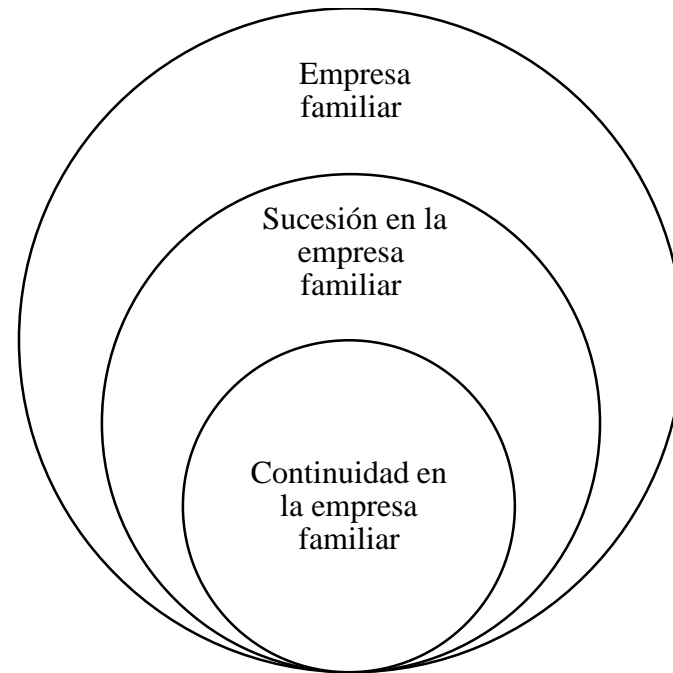 Empresa
familiar
Sucesión en la
empresa
familiar
Continuidad en
la empresa
familiar